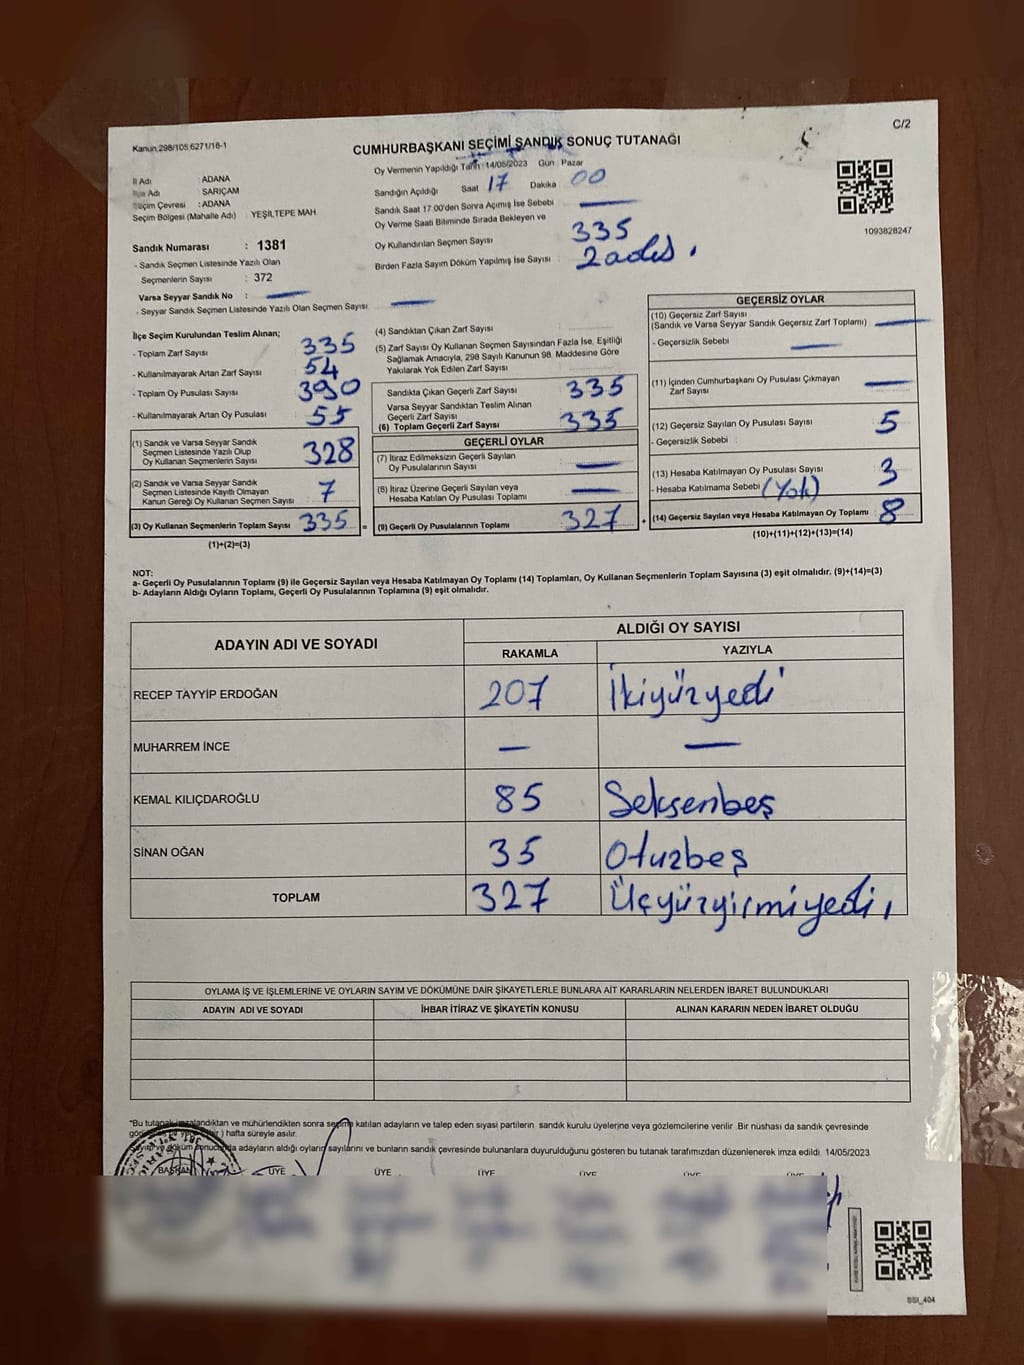 C/2
Kanun:298/105;6271/16-1
CUMHURBAŞKANI SEÇİMİ SANDIK SONUÇ TUTANAĞI
İl Adı : ADANA
İlçe Adı : SARIÇAM
Seçim Çevresi : ADANA
Seçim Bölgesi (Mahalle Adı) : YEŞİLTEPE MAH
Sandık Numarası : 1381
- Sandık Seçmen Listesinde Yazılı Olan
Seçmenlerin Sayısı : 372
Varsa Seyyar Sandık No : —
- Seyyar Sandık Seçmen Listesinde Yazılı Olan Seçmen Sayısı: —
Oy Vermenin Yapıldığı Tarih :14/05/2023 Gün : Pazar
Sandığın Açıldığı Saat 17 Dakika 00
Sandık Saat 17:00'den Sonra Açımış İse Sebebi —
Oy Verme Saati Bitiminde Sırada Bekleyen ve
Oy Kullandırılan Seçmen Sayısı 335
Birden Fazla Sayım Döküm Yapılmış İse Sayısı : 2 ades.
1093828247
İlçe Seçim Kurulundan Teslim Alınan;
- Toplam Zarf Sayısı 335
- Kullanılmayarak Artan Zarf Sayısı 54
- Toplam Oy Pusulası Sayısı 390
- Kullanılmayarak Artan Oy Pusulası 55
(1) Sandık ve Varsa Seyyar Sandık
Seçmen Listesinde Yazılı Olup
Oy Kullanan Seçmenlerin Sayısı 328
(2) Sandık ve Varsa Seyyar Sandık
Seçmen Listesinde Kayıtlı Olmayan
Kanun Gereği Oy Kullanan Seçmen Sayısı 7
(3) Oy Kullanan Seçmenlerin Toplam Sayısı 335 =
(1)+(2)=(3)
(4) Sandıktan Çıkan Zarf Sayısı
(5) Zarf Sayısı Oy Kullanan Seçmen Sayısından Fazla İse, Eşitliği
Sağlamak Amacıyla, 298 Sayılı Kanunun 98. Maddesine Göre
Yakılarak Yok Edilen Zarf Sayısı
Sandıkta Çıkan Geçerli Zarf Sayısı 335
Varsa Seyyar Sandıktan Teslim Alınan
Geçerli Zarf Sayısı
(6) Toplam Geçerli Zarf Sayısı 335
GEÇERLİ OYLAR
(7) İtiraz Edilmeksizin Geçerli Sayılan
Oy Pusulalarının Sayısı —
(8) İtiraz Üzerine Geçerli Sayılan veya
Hesaba Katılan Oy Pusulası Toplamı —
(9) Geçerli Oy Pusulalarının Toplamı 327 +
GEÇERSİZ OYLAR
(10) Geçersiz Zarf Sayısı
(Sandık ve Varsa Seyyar Sandık Geçersiz Zarf Toplamı) —
- Geçersizlik Sebebi —
(11) İçinden Cumhurbaşkanı Oy Pusulası Çıkmayan
Zarf Sayısı —
(12) Geçersiz Sayılan Oy Pusulası Sayısı 5
- Geçersizlik Sebebi :
(13) Hesaba Katılmayan Oy Pusulası Sayısı 3
- Hesaba Katılmama Sebebi (Yok)
(14) Geçersiz Sayılan veya Hesaba Katılmayan Oy Toplamı 8
(10)+(11)+(12)+(13)=(14)
NOT:
a- Geçerli Oy Pusulalarının Toplamı (9) ile Geçersiz Sayılan veya Hesaba Katılmayan Oy Toplamı (14) Toplamları, Oy Kullanan Seçmenlerin Toplam Sayısına (3) eşit olmalıdır. (9)+(14)=(3)
b- Adayların Aldığı Oyların Toplamı, Geçerli Oy Pusulalarının Toplamına (9) eşit olmalıdır.
ADAYIN ADI VE SOYADI ALDIĞI OY SAYISI
RAKAMLA YAZIYLA
RECEP TAYYİP ERDOĞAN 207 İkiyüzyedi
MUHARREM İNCE — —
KEMAL KILIÇDAROĞLU 85 Seksenbeş
SİNAN OĞAN 35 Otuzbeş
TOPLAM 327 Üçyüzyirmiyedi,
OYLAMA İŞ VE İŞLEMLERİNE VE OYLARIN SAYIM VE DÖKÜMÜNE DAİR ŞİKAYETLERLE BUNLARA AİT KARARLARIN NELERDEN İBARET BULUNDUKLARI
ADAYIN ADI VE SOYADI İHBAR İTİRAZ VE ŞİKAYETİN KONUSU ALINAN KARARIN NEDEN İBARET OLDUĞU
*Bu tutanak imzalandıktan ve mühürlendikten sonra seçime katılan adayların ve talep eden siyasi partilerin sandık kurulu üyelerine veya gözlemcilerine verilir. Bir nüshası da sandık çevresinde
hafta süreyle asılır.
Sayım ve döküm sonucunda adayların aldığı oyların sayılarını ve bunların sandık çevresinde bulunanlara duyurulduğunu gösteren bu tutanak tarafımızdan düzenlenerek imza edildi. 14/05/2023
BAŞKAN ÜYE ÜYE ÜYE ÜYE ÜYE ÜYE
SSI_404